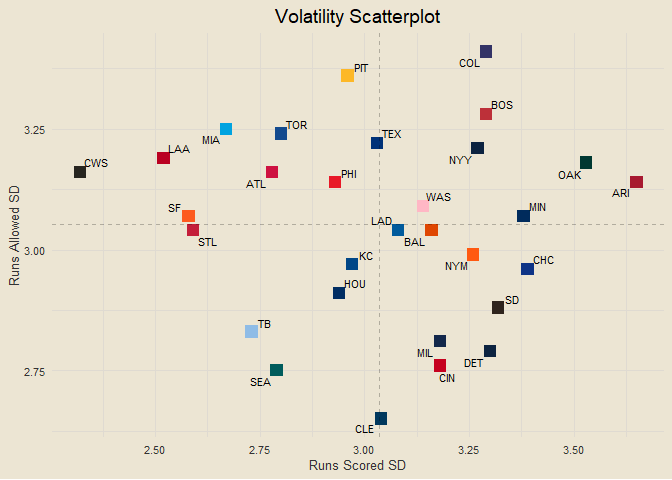 Volatility Scatterplot
COL
PIT
BOS
TOR
MIA
TEX
NYY
LAA
CWS
OAK
ATL
PHI
ARI
WAS
SF
MIN
LAD
STL
BAL
KC
NYM
CHC
HOU
SD
TB
MIL
DET
SEA
CIN
CLE
3.25
3.00
2.75
Runs Allowed SD
2.50
2.75
3.00
3.25
3.50
Runs Scored SD